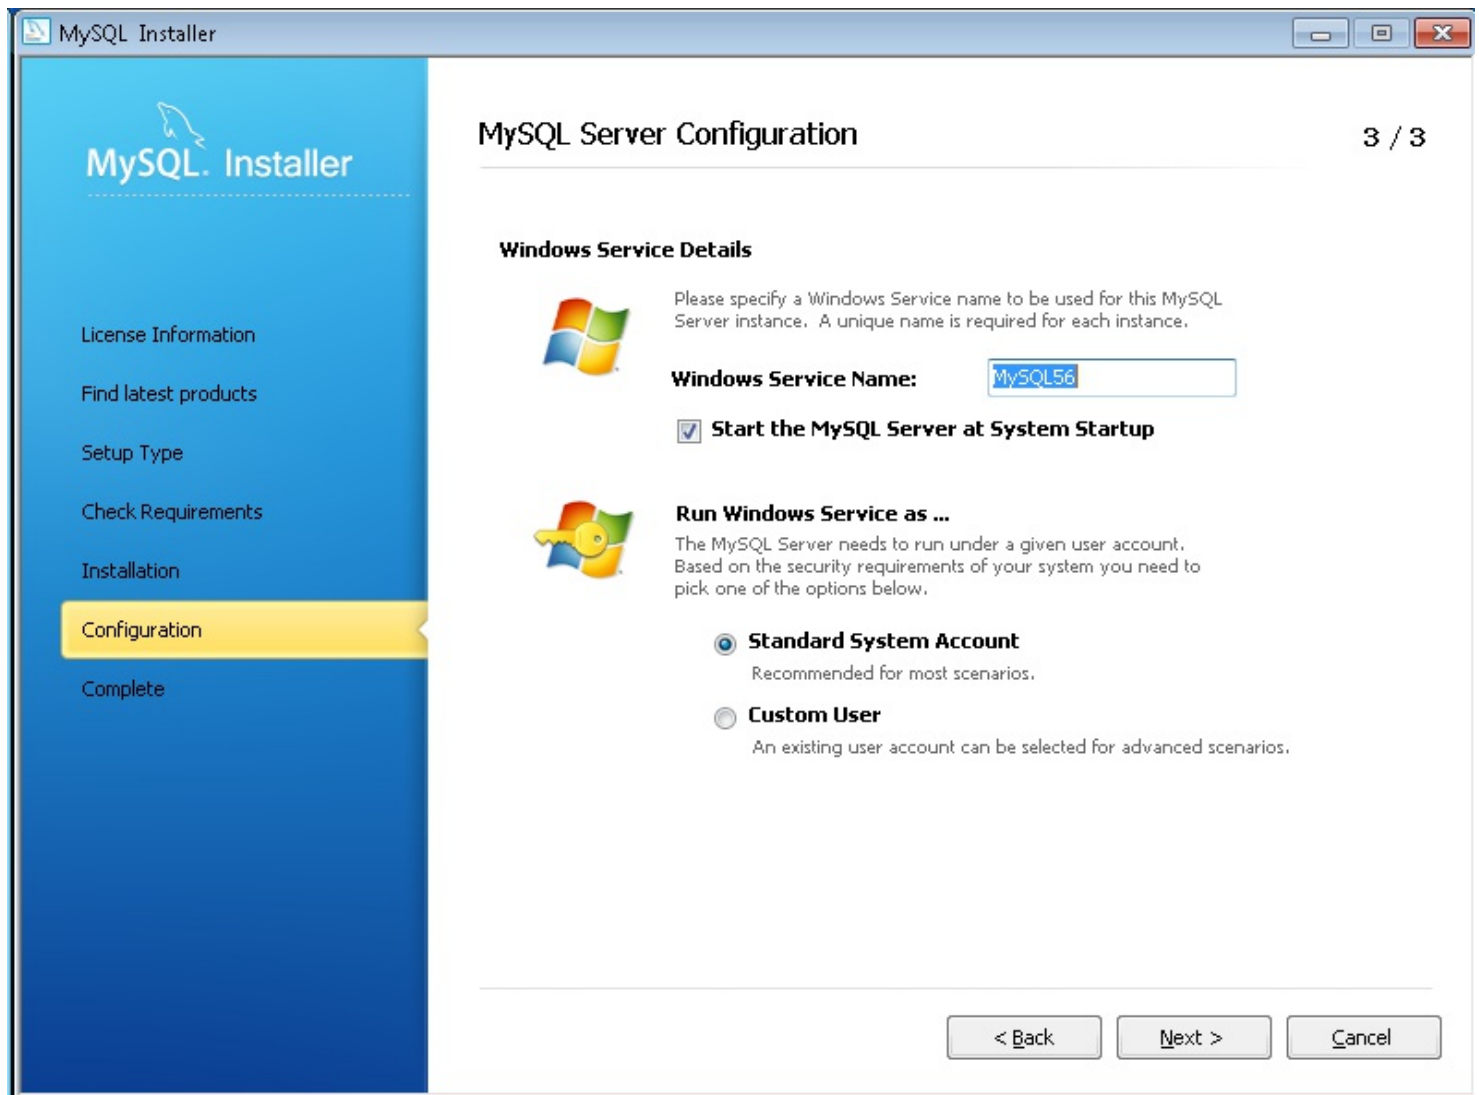 MySQL Installer
MySQL. Installer
License Information
Find latest products
Setup Type
Check Requirements
Installation
Configuration
Complete
MySQL Server Configuration
3 / 3
Windows Service Details
Please specify a Windows Service name to be used for this MySQL
Server instance. A unique name is required for each instance.
Windows Service Name: MySQL56
Start the MySQL Server at System Startup
Run Windows Service as ...
The MySQL Server needs to run under a given user account.
Based on the security requirements of your system you need to
pick one of the options below.
Standard System Account
Recommended for most scenarios.
Custom User
An existing user account can be selected for advanced scenarios.
< Back Next > Cancel